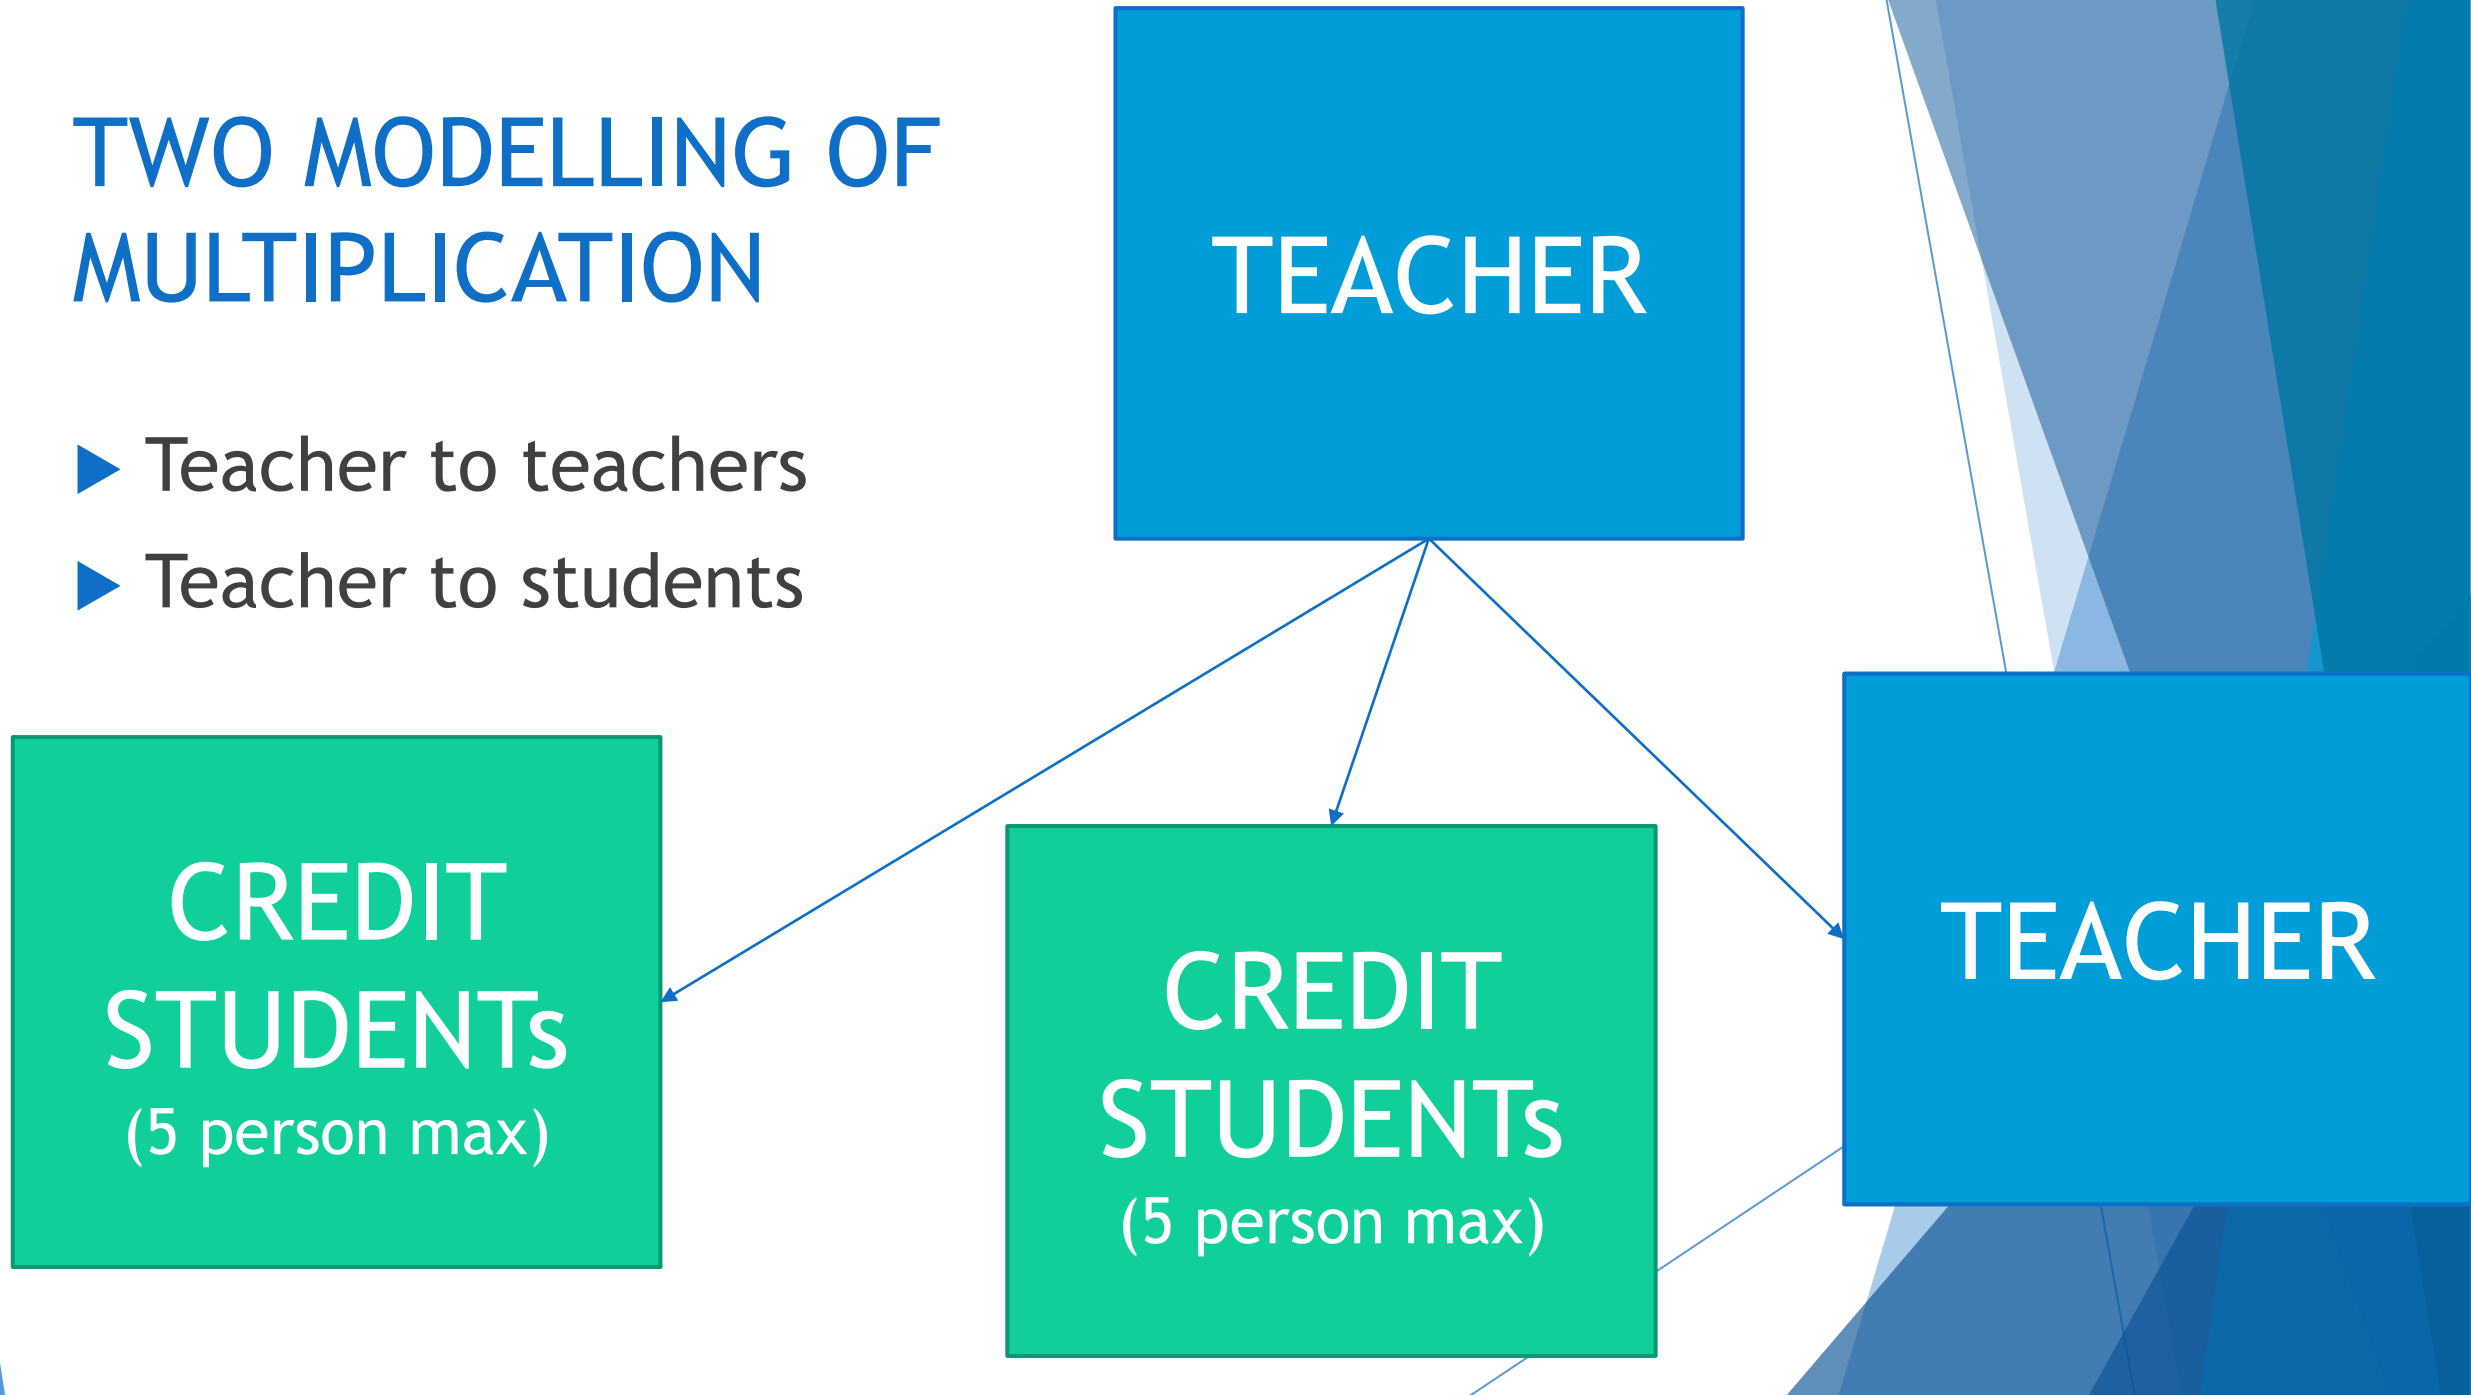 TWO MODELLING OF
MULTIPLICATION
Teacher to teachers
Teacher to students
TEACHER
CREDIT
STUDENTs
(5 person max)
CREDIT
STUDENTs
(5 person max)
TEACHER